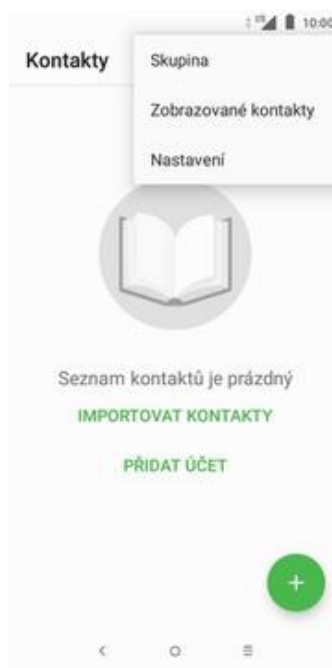 10:00
Kontakty
Skupina
Zobrazované kontakty
Nastavení
Seznam kontaktů je prázdný
IMPORTOVAT KONTAKTY
PŘIDAT ÚČET